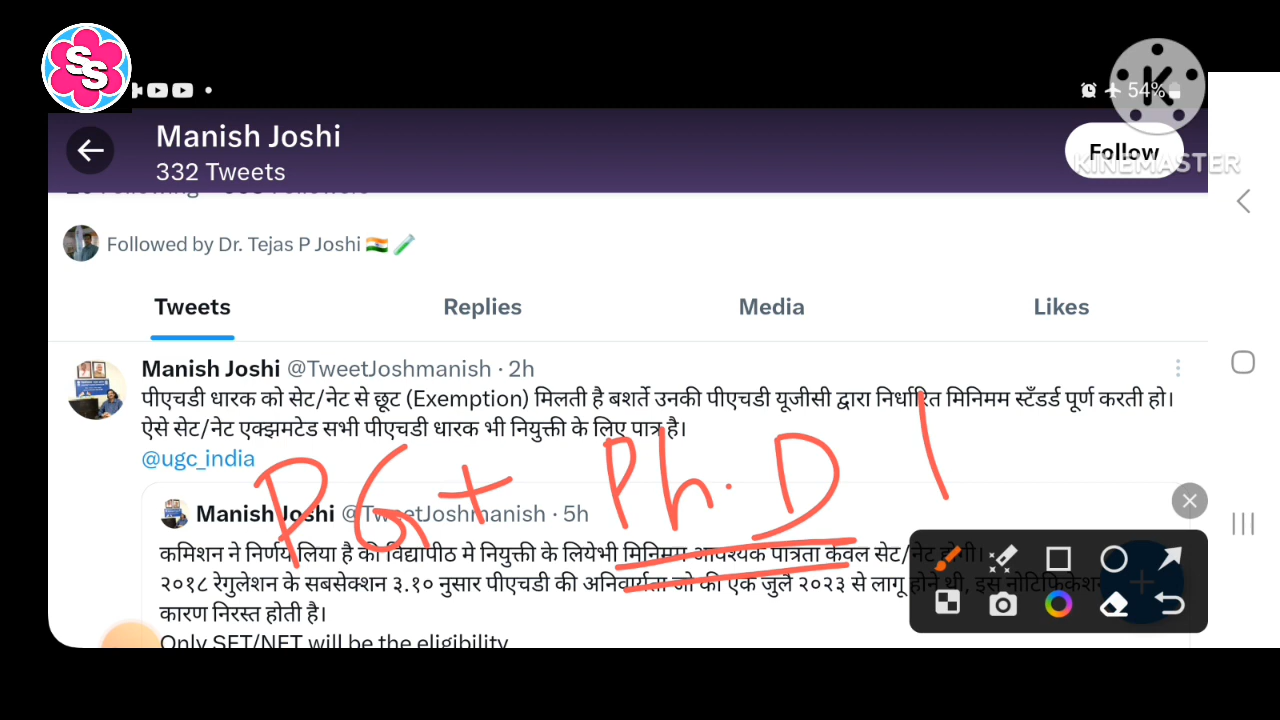 SS
54%
Manish Joshi
332 Tweets
Follow
KINEMASTER
Followed by Dr. Tejas P Joshi
Tweets Replies Media Likes
Manish Joshi @TweetJoshmanish · 2h
पीएचडी धारक को सेट/नेट से छूट (Exemption) मिलती है बशर्ते उनकी पीएचडी यूजीसी द्वारा निर्धारित मिनिमम स्टँडर्ड पूर्ण करती हो।
ऐसे सेट/नेट एक्झमटेड सभी पीएचडी धारक भी नियुक्ती के लिए पात्र है।
@ugc_india
PG+ Ph.D
Manish Joshi @TweetJoshmanish · 5h
कमिशन ने निर्णय लिया है की विद्यापीठ मे नियुक्ती के लियेभी मिनिमम आवश्यक पात्रता केवल सेट/नेट होगी।
२०१८ रेगुलेशन के सबसेक्शन ३.१० नुसार पीएचडी की अनिवार्यता जो की एक जुलै २०२३ से लागू होने थी, इस नोटिफिकेशन
कारण निरस्त होती है।
Only SET/NET will be the eligibility